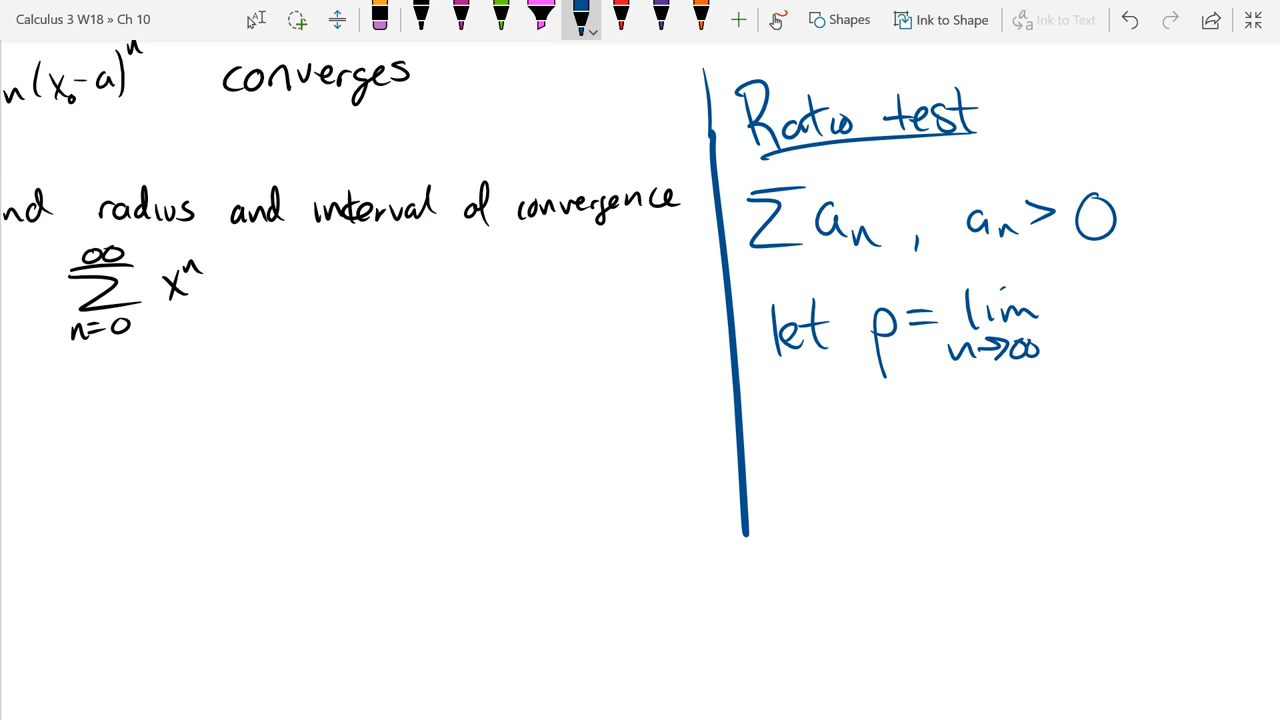 Calculus 3 W18 » Ch 10
Shapes
Ink to Shape
Ink to Text
n(x₀-a)ⁿ converges
nd radius and interval of convergence
∞
Σ xⁿ
n=0
Ratio test
Σ aₙ , aₙ > 0
let ρ = lim
n→∞